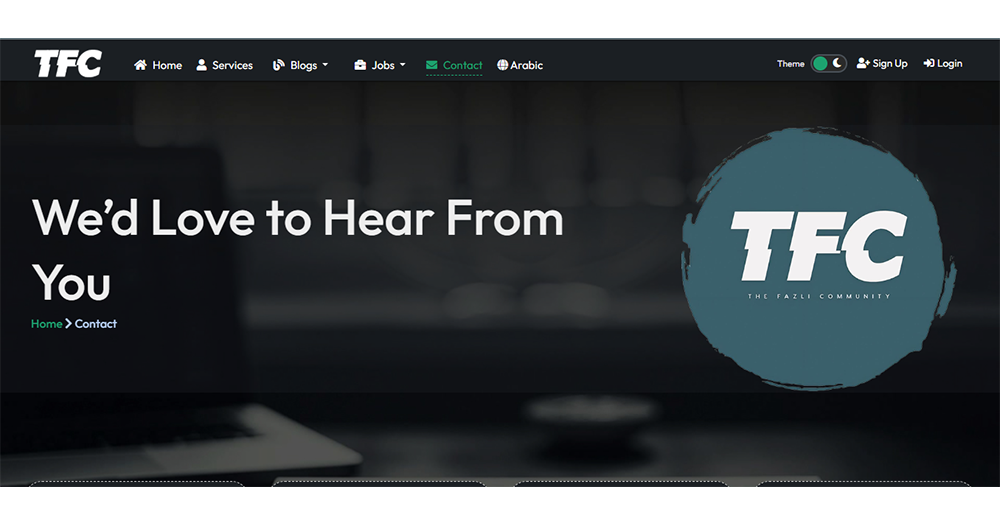 TFC
Home
Services
Blogs
Jobs
Contact
Arabic
Theme
Sign Up
Login
We’d Love to Hear From
You
Home
Contact
TFC
THE FAZLI COMMUNITY